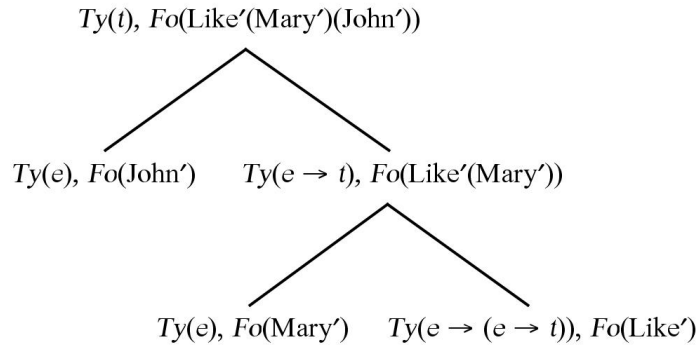 Ty(t), Fo(Like′(Mary′)(John′))
Ty(e), Fo(John′) Ty(e → t), Fo(Like′(Mary′))
Ty(e), Fo(Mary′) Ty(e → (e → t)), Fo(Like′)